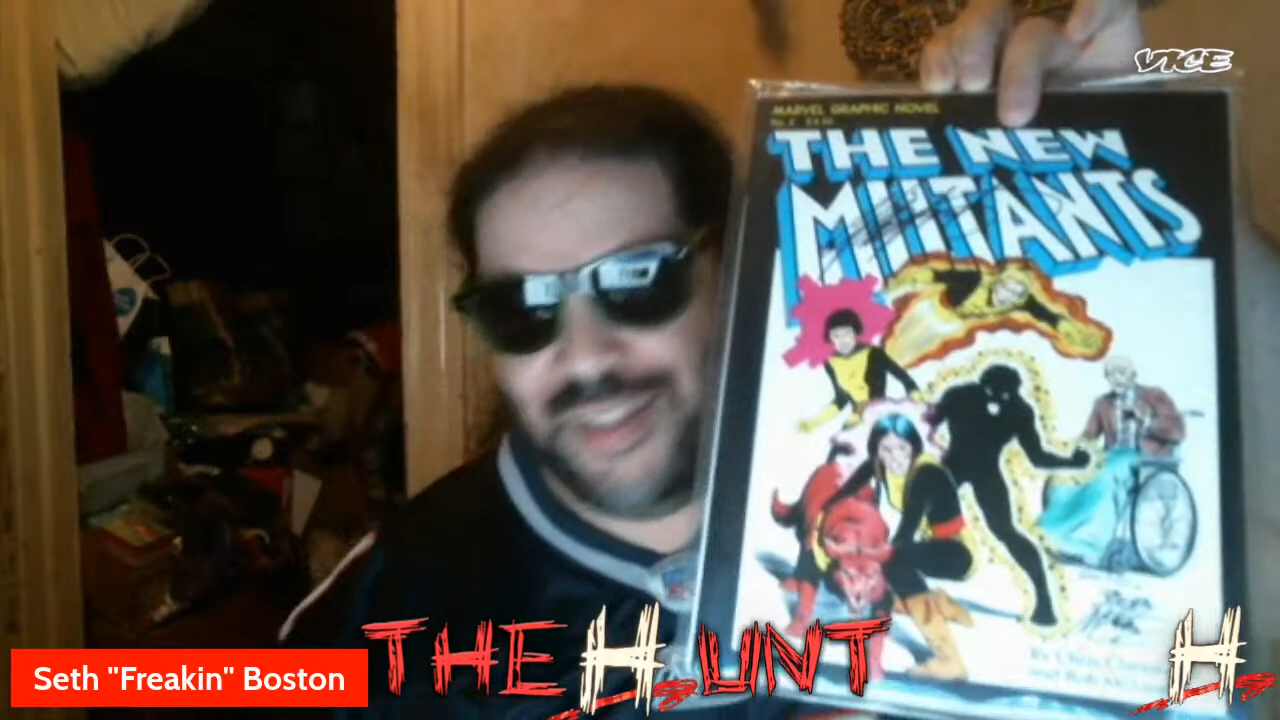 VICE
MARVEL GRAPHIC NOVEL
THE NEW
MUTANTS
THE HUNT
H
Seth "Freakin" Boston